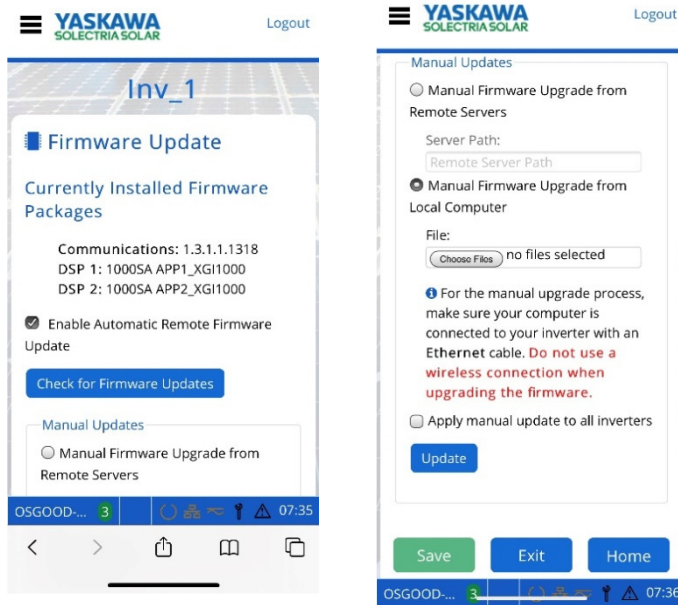 YASKAWA
SOLECTRIA SOLAR
Logout
Inv_1
Firmware Update
Currently Installed Firmware
Packages
Communications: 1.3.1.1.1318
DSP 1: 1000SA APP1_XGI1000
DSP 2: 1000SA APP2_XGI1000
Enable Automatic Remote Firmware
Update
Check for Firmware Updates
Manual Updates
Manual Firmware Upgrade from
Remote Servers
OSGOOD-... 3 07:35
YASKAWA
SOLECTRIA SOLAR
Logout
Manual Updates
Manual Firmware Upgrade from
Remote Servers
Server Path:
Remote Server Path
Manual Firmware Upgrade from
Local Computer
File:
Choose Files no files selected
For the manual upgrade process,
make sure your computer is
connected to your inverter with an
Ethernet cable. Do not use a
wireless connection when
upgrading the firmware.
Apply manual update to all inverters
Update
Save Exit Home
OSGOOD-... 3 07:36